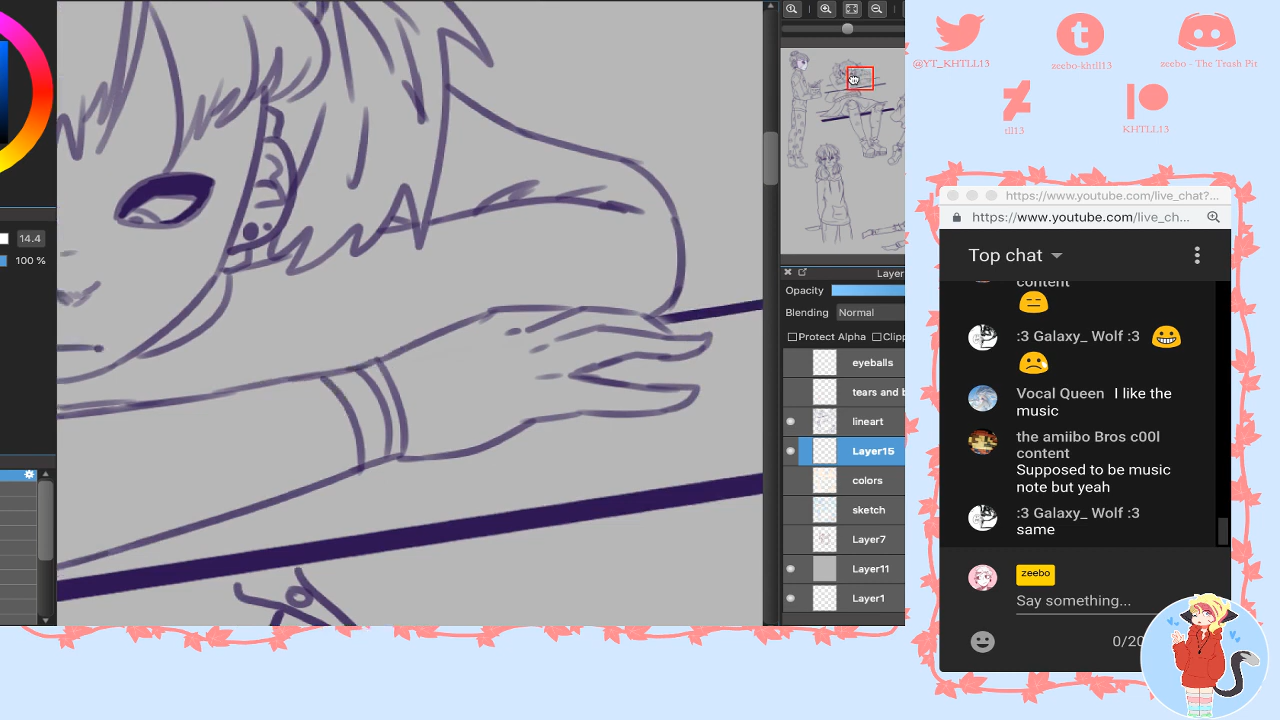 @YT_KHTLL13
zeebo-khtll13
zeebo - The Trash Pit
tll13
KHTLL13
14.4
100 %
Layer
Opacity
Blending Normal
Protect Alpha
eyeballs
tears and
lineart
Layer15
colors
sketch
Layer7
Layer11
Layer1
https://www.youtube.com/live_chat?...
https://www.youtube.com/live_ch...
Top chat
content
:3 Galaxy_ Wolf :3
Vocal Queen I like the
music
the amiibo Bros c00l
content
Supposed to be music
note but yeah
:3 Galaxy_ Wolf :3
same
zeebo
Say something...
0/20